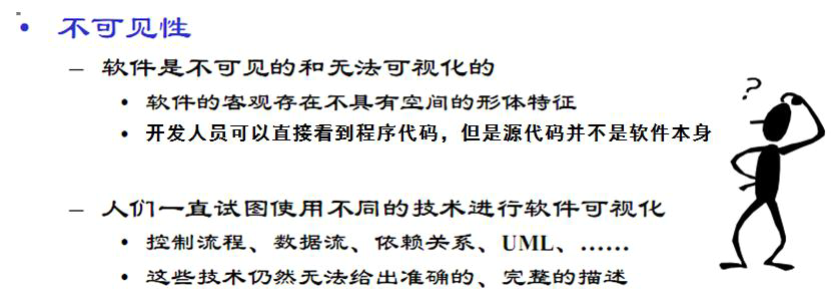 • 不可见性
– 软件是不可见的和无法可视化的
• 软件的客观存在不具有空间的形体特征
• 开发人员可以直接看到程序代码，但是源代码并不是软件本身
?
– 人们一直试图使用不同的技术进行软件可视化
• 控制流程、数据流、依赖关系、UML、……
• 这些技术仍然无法给出准确的、完整的描述